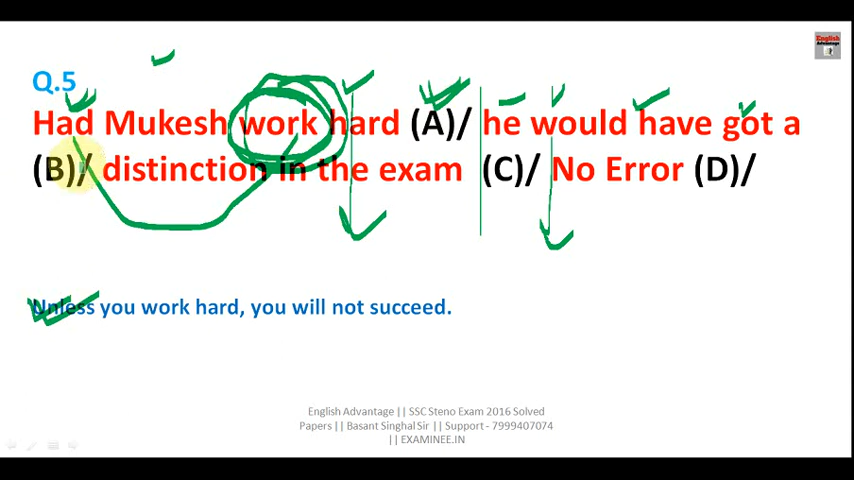 English
Advantage
Q.5
Had Mukesh work hard (A)/ he would have got a
(B)/ distinction in the exam (C)/ No Error (D)/
Unless you work hard, you will not succeed.
English Advantage || SSC Steno Exam 2016 Solved
Papers || Basant Singhal Sir || Support - 7999407074
|| EXAMINEE.IN